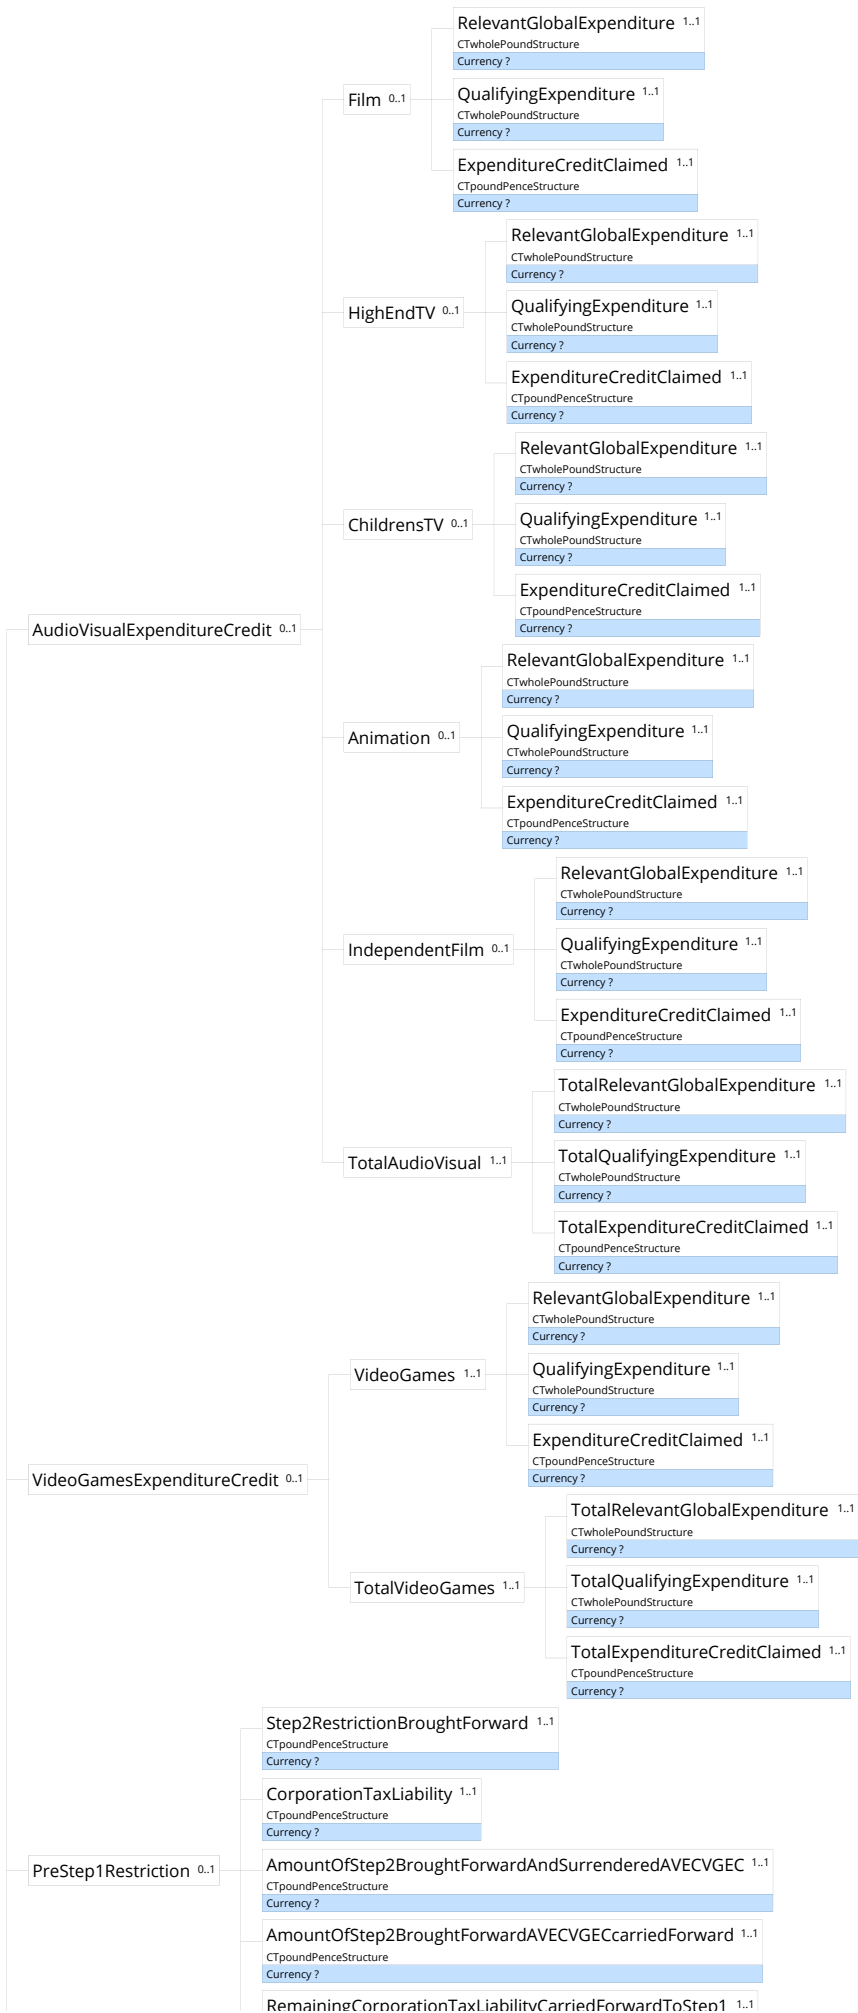 RelevantGlobalExpenditure 1..1
CTwholePoundStructure
Currency ?
Film 0..1
QualifyingExpenditure 1..1
CTwholePoundStructure
Currency ?
ExpenditureCreditClaimed 1..1
CTpoundPenceStructure
Currency ?
RelevantGlobalExpenditure 1..1
CTwholePoundStructure
Currency ?
HighEndTV 0..1
QualifyingExpenditure 1..1
CTwholePoundStructure
Currency ?
ExpenditureCreditClaimed 1..1
CTpoundPenceStructure
Currency ?
RelevantGlobalExpenditure 1..1
CTwholePoundStructure
Currency ?
ChildrensTV 0..1
QualifyingExpenditure 1..1
CTwholePoundStructure
Currency ?
ExpenditureCreditClaimed 1..1
CTpoundPenceStructure
Currency ?
AudioVisualExpenditureCredit 0..1
RelevantGlobalExpenditure 1..1
CTwholePoundStructure
Currency ?
Animation 0..1
QualifyingExpenditure 1..1
CTwholePoundStructure
Currency ?
ExpenditureCreditClaimed 1..1
CTpoundPenceStructure
Currency ?
RelevantGlobalExpenditure 1..1
CTwholePoundStructure
Currency ?
IndependentFilm 0..1
QualifyingExpenditure 1..1
CTwholePoundStructure
Currency ?
ExpenditureCreditClaimed 1..1
CTpoundPenceStructure
Currency ?
TotalRelevantGlobalExpenditure 1..1
CTwholePoundStructure
Currency ?
TotalAudioVisual 1..1
TotalQualifyingExpenditure 1..1
CTwholePoundStructure
Currency ?
TotalExpenditureCreditClaimed 1..1
CTpoundPenceStructure
Currency ?
RelevantGlobalExpenditure 1..1
CTwholePoundStructure
Currency ?
VideoGames 1..1
QualifyingExpenditure 1..1
CTwholePoundStructure
Currency ?
ExpenditureCreditClaimed 1..1
CTpoundPenceStructure
Currency ?
VideoGamesExpenditureCredit 0..1
TotalRelevantGlobalExpenditure 1..1
CTwholePoundStructure
Currency ?
TotalVideoGames 1..1
TotalQualifyingExpenditure 1..1
CTwholePoundStructure
Currency ?
TotalExpenditureCreditClaimed 1..1
CTpoundPenceStructure
Currency ?
Step2RestrictionBroughtForward 1..1
CTpoundPenceStructure
Currency ?
CorporationTaxLiability 1..1
CTpoundPenceStructure
Currency ?
PreStep1Restriction 0..1
AmountOfStep2BroughtForwardAndSurrenderedAVECVGEC 1..1
CTpoundPenceStructure
Currency ?
AmountOfStep2BroughtForwardAVECVGECcarriedForward 1..1
CTpoundPenceStructure
Currency ?
RemainingCorporationTaxLiabilityCarriedForwardToStep1 1..1